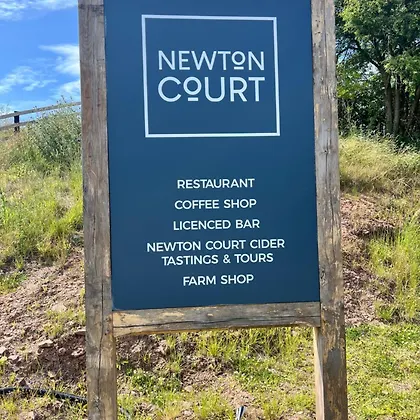 NEWTON
COURT
RESTAURANT
COFFEE SHOP
LICENCED BAR
NEWTON COURT CIDER
TASTINGS & TOURS
FARM SHOP